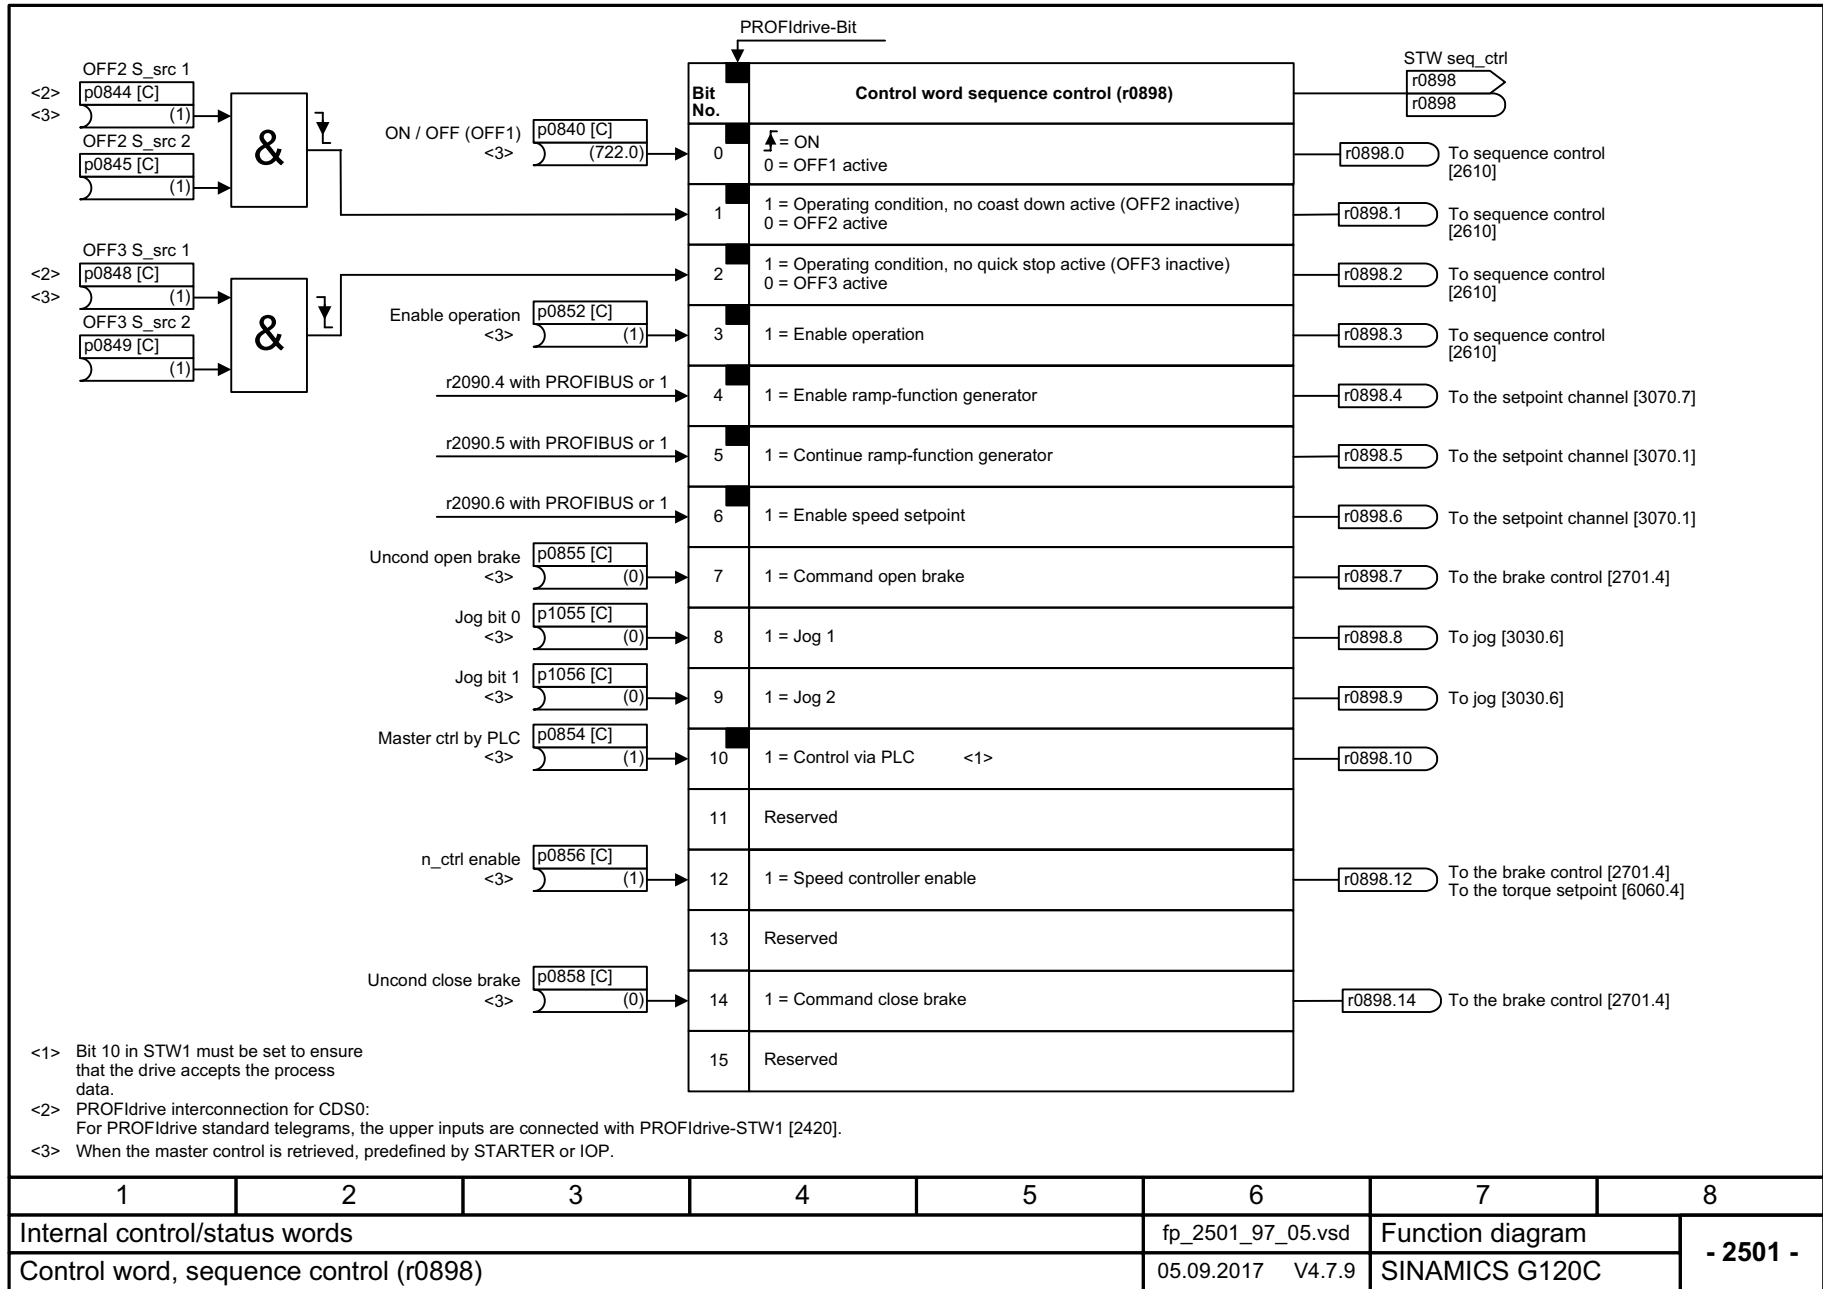 PROFIdrive-Bit
OFF2 S_src 1
<2> p0844 [C]
<3> (1)
OFF2 S_src 2
p0845 [C]
(1)
&
OFF3 S_src 1
<2> p0848 [C]
<3> (1)
OFF3 S_src 2
p0849 [C]
(1)
&
Bit No. Control word sequence control (r0898)
STW seq_ctrl
r0898
r0898
ON / OFF (OFF1) p0840 [C]
<3> (722.0)
0 = ON
0 = OFF1 active
r0898.0 To sequence control
[2610]
1 1 = Operating condition, no coast down active (OFF2 inactive)
0 = OFF2 active
r0898.1 To sequence control
[2610]
2 1 = Operating condition, no quick stop active (OFF3 inactive)
0 = OFF3 active
r0898.2 To sequence control
[2610]
Enable operation p0852 [C]
<3> (1)
3 1 = Enable operation
r0898.3 To sequence control
[2610]
r2090.4 with PROFIBUS or 1
4 1 = Enable ramp-function generator
r0898.4 To the setpoint channel [3070.7]
r2090.5 with PROFIBUS or 1
5 1 = Continue ramp-function generator
r0898.5 To the setpoint channel [3070.1]
r2090.6 with PROFIBUS or 1
6 1 = Enable speed setpoint
r0898.6 To the setpoint channel [3070.1]
Uncond open brake p0855 [C]
<3> (0)
7 1 = Command open brake
r0898.7 To the brake control [2701.4]
Jog bit 0 p1055 [C]
<3> (0)
8 1 = Jog 1
r0898.8 To jog [3030.6]
Jog bit 1 p1056 [C]
<3> (0)
9 1 = Jog 2
r0898.9 To jog [3030.6]
Master ctrl by PLC p0854 [C]
<3> (1)
10 1 = Control via PLC <1>
r0898.10
11 Reserved
n_ctrl enable p0856 [C]
<3> (1)
12 1 = Speed controller enable
r0898.12 To the brake control [2701.4]
To the torque setpoint [6060.4]
13 Reserved
Uncond close brake p0858 [C]
<3> (0)
14 1 = Command close brake
r0898.14 To the brake control [2701.4]
15 Reserved
<1> Bit 10 in STW1 must be set to ensure
that the drive accepts the process
data.
<2> PROFIdrive interconnection for CDS0:
For PROFIdrive standard telegrams, the upper inputs are connected with PROFIdrive-STW1 [2420].
<3> When the master control is retrieved, predefined by STARTER or IOP.
1 2 3 4 5 6 7 8
Internal control/status words fp_2501_97_05.vsd Function diagram
- 2501 -
Control word, sequence control (r0898) 05.09.2017 V4.7.9 SINAMICS G120C